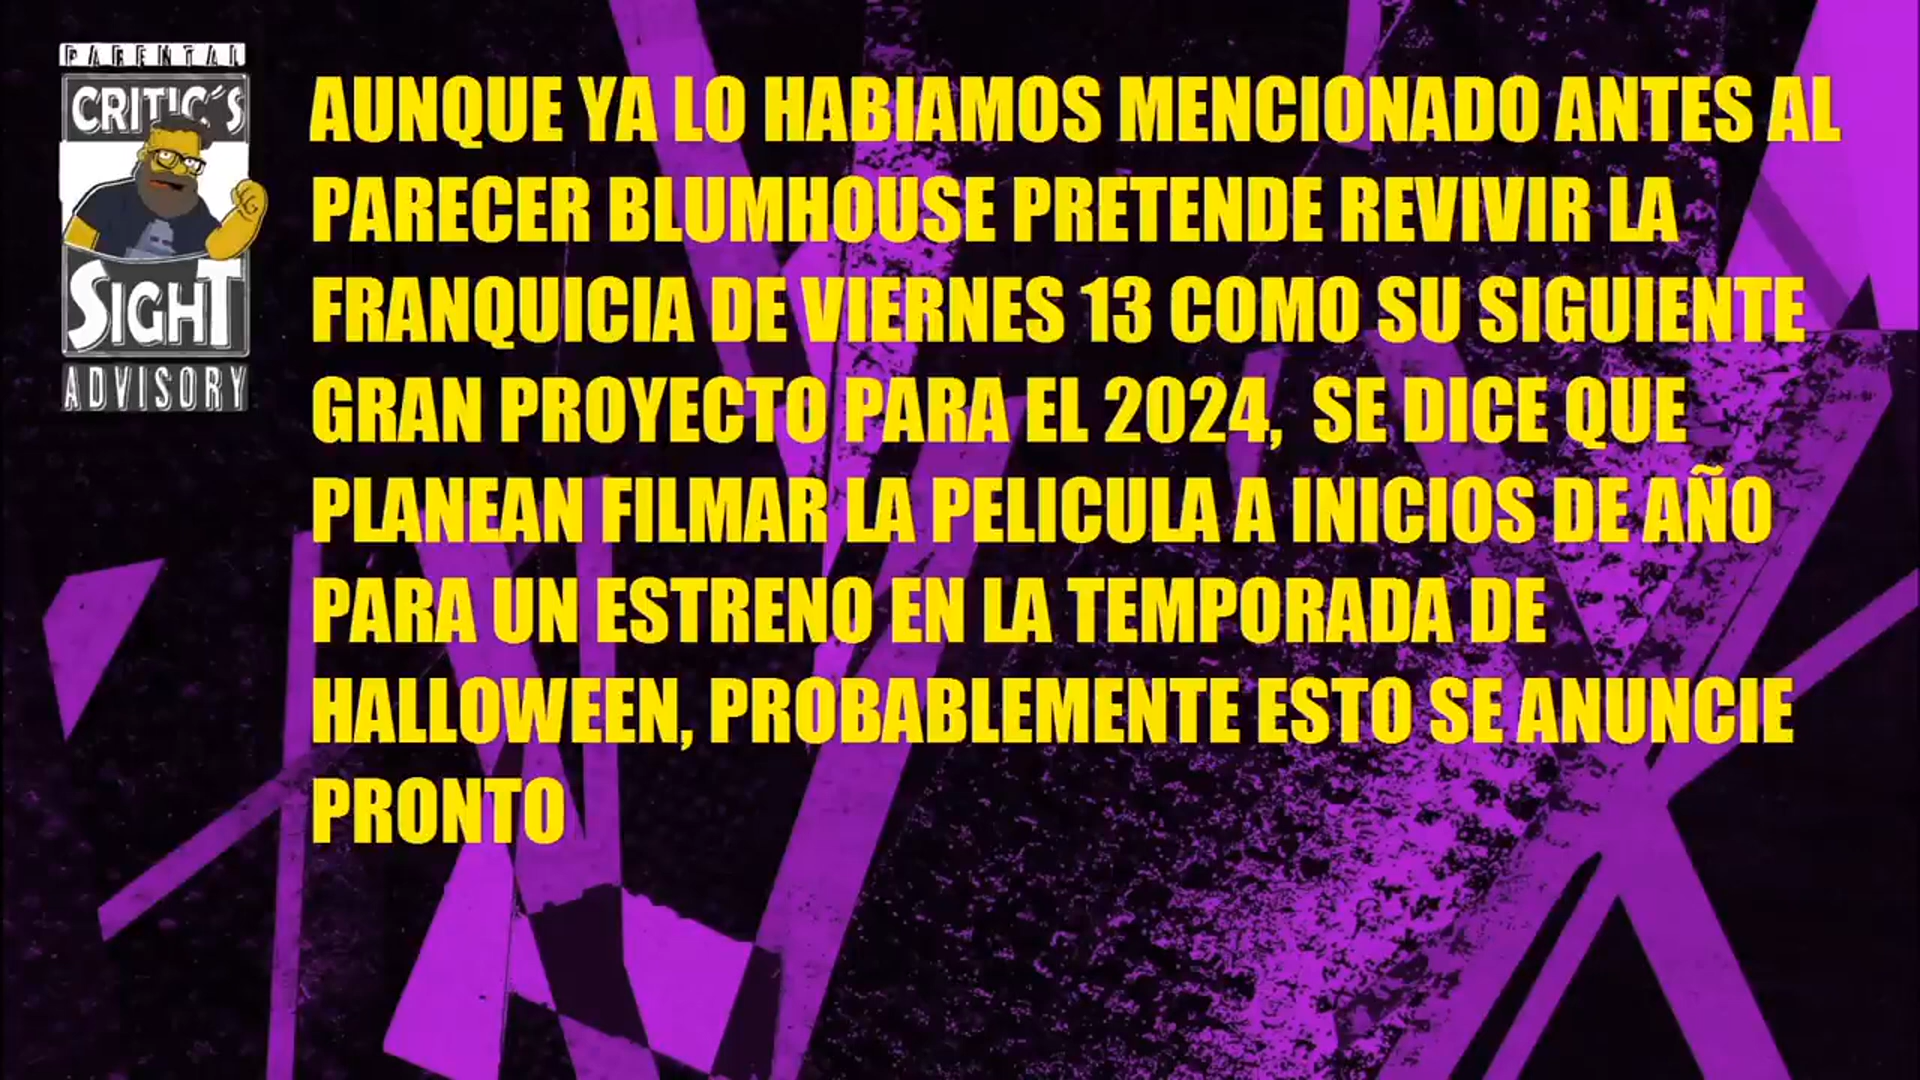 PARENTAL
CRITIC´S
SIGHT
ADVISORY
AUNQUE YA LO HABIAMOS MENCIONADO ANTES AL
PARECER BLUMHOUSE PRETENDE REVIVIR LA
FRANQUICIA DE VIERNES 13 COMO SU SIGUIENTE
GRAN PROYECTO PARA EL 2024, SE DICE QUE
PLANEAN FILMAR LA PELICULA A INICIOS DE AÑO
PARA UN ESTRENO EN LA TEMPORADA DE
HALLOWEEN, PROBABLEMENTE ESTO SE ANUNCIE
PRONTO